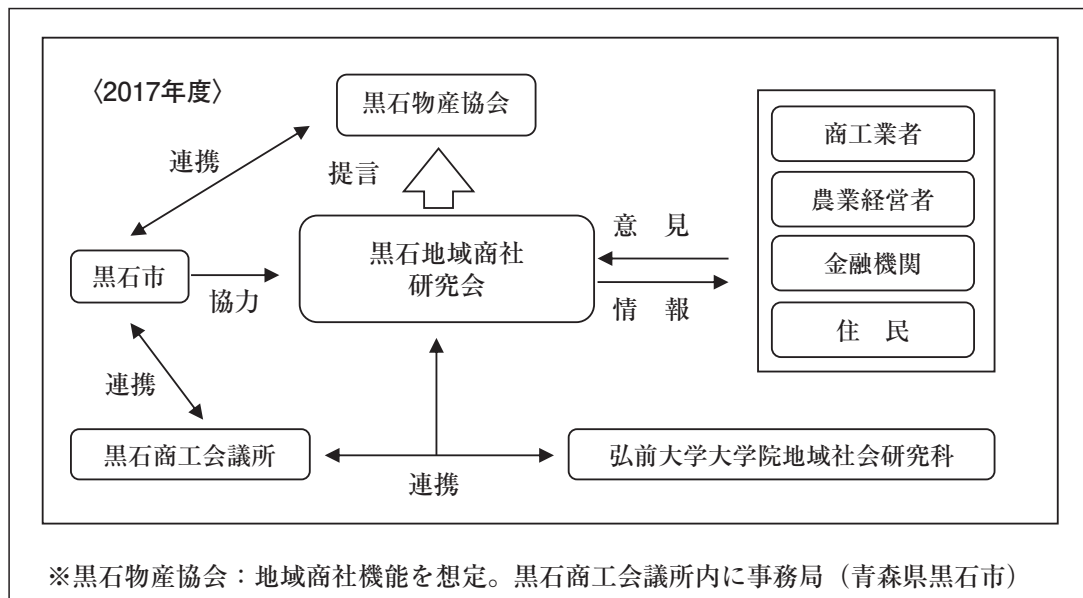 〈2017年度〉
黒石物産協会
連携
提言
商工業者
農業経営者
金融機関
住　民
黒石市
協力
黒石地域商社
研究会
意　見
情　報
連携
黒石商工会議所
連携
弘前大学大学院地域社会研究科
※黒石物産協会：地域商社機能を想定。黒石商工会議所内に事務局（青森県黒石市）